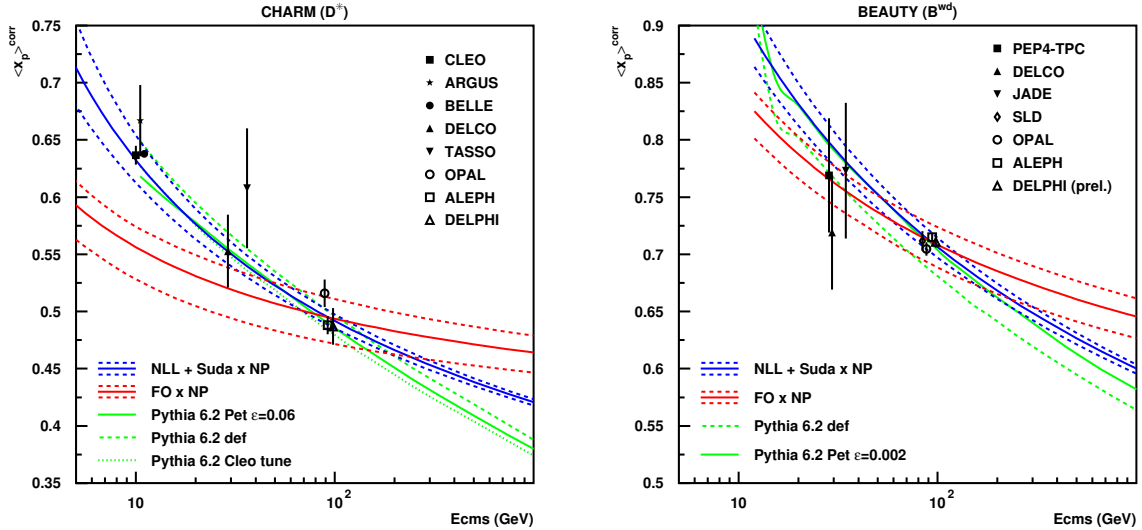 CHARM (D*)
<x_p>^corr
0.75
0.7
0.65
0.6
0.55
0.5
0.45
0.4
0.35
CLEO
ARGUS
BELLE
DELCO
TASSO
OPAL
ALEPH
DELPHI
NLL + Suda x NP
FO x NP
Pythia 6.2 Pet ε=0.06
Pythia 6.2 def
Pythia 6.2 Cleo tune
10
10²
Ecms (GeV)
BEAUTY (B^wd)
<x_p>^corr
0.9
0.85
0.8
0.75
0.7
0.65
0.6
0.55
0.5
PEP4-TPC
DELCO
JADE
SLD
OPAL
ALEPH
DELPHI (prel.)
NLL + Suda x NP
FO x NP
Pythia 6.2 def
Pythia 6.2 Pet ε=0.002
10
10²
Ecms (GeV)